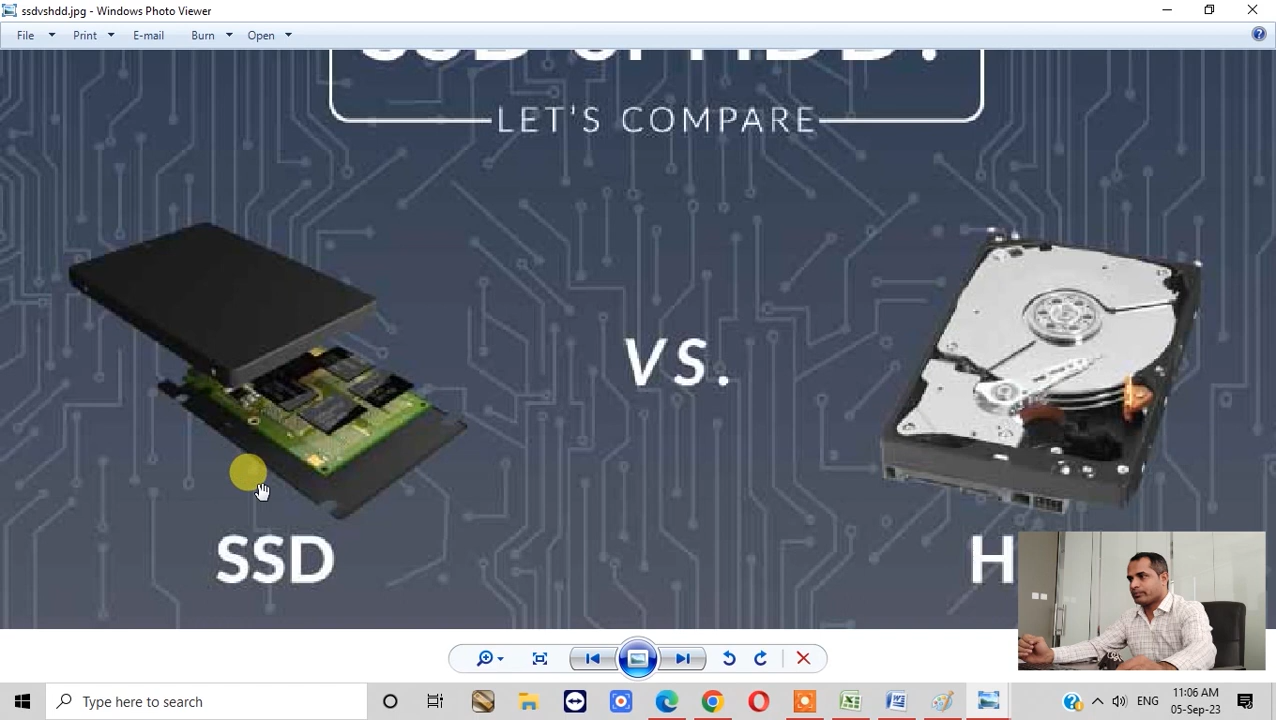 ssdvshdd.jpg - Windows Photo Viewer
File Print E-mail Burn Open
LET'S COMPARE
VS.
SSD
H
Type here to search
ENG
11:06 AM
05-Sep-23